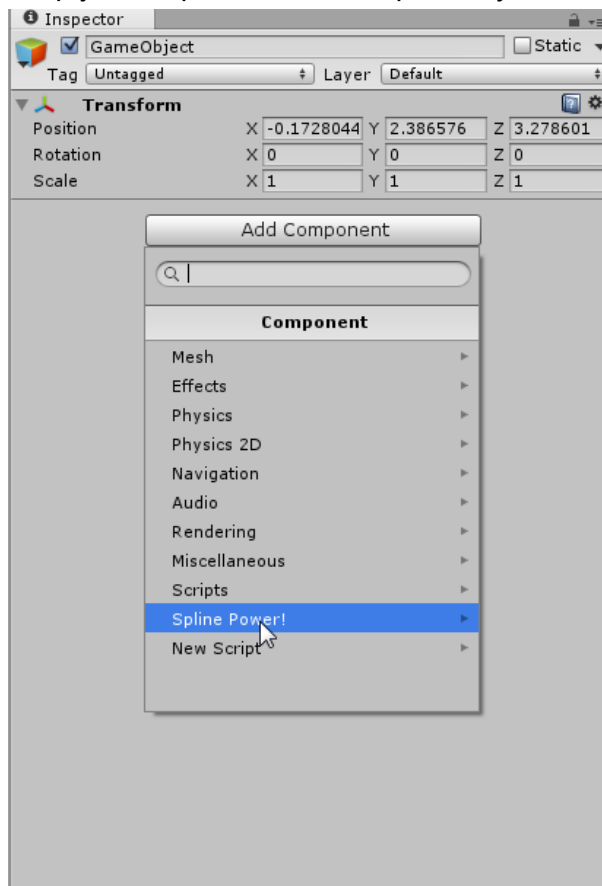 Inspector
GameObject Static
Tag Untagged Layer Default
Transform
Position X -0.1728044 Y 2.386576 Z 3.278601
Rotation X 0 Y 0 Z 0
Scale X 1 Y 1 Z 1
Add Component
Component
Mesh
Effects
Physics
Physics 2D
Navigation
Audio
Rendering
Miscellaneous
Scripts
Spline Power!
New Script